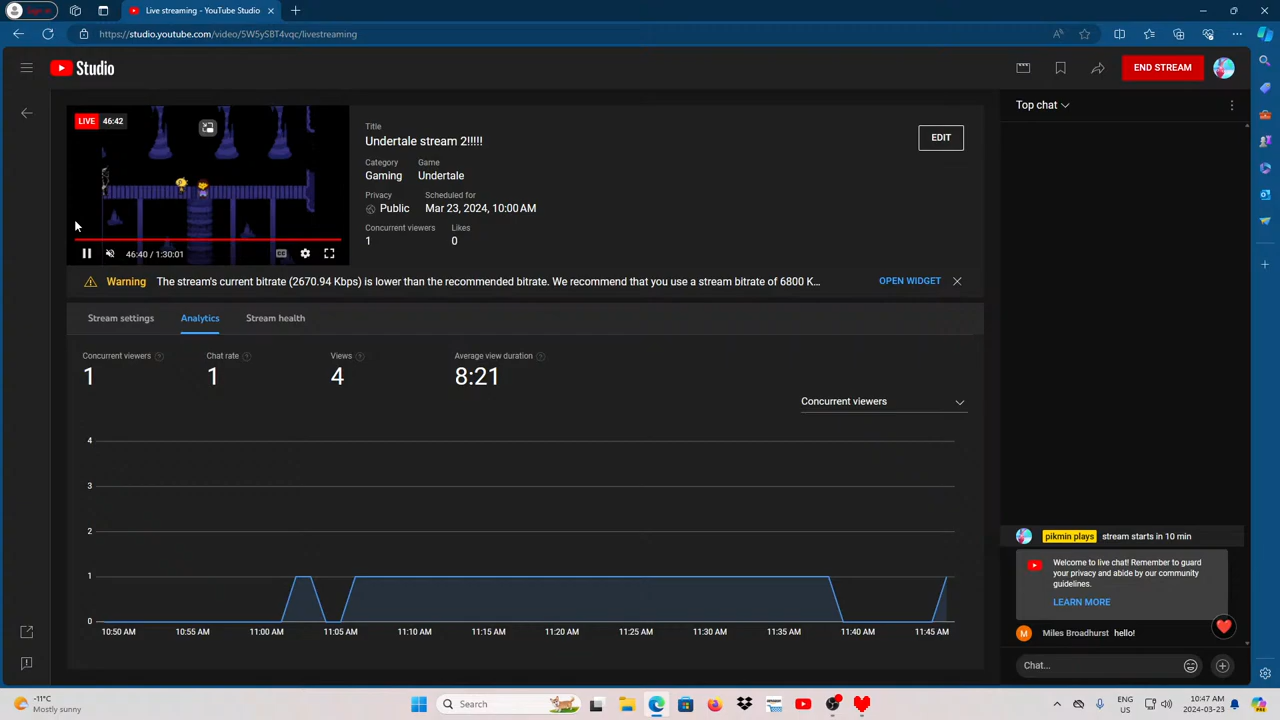 Live streaming - YouTube Studio
https://studio.youtube.com/video/5W5ySBT4vqc/livestreaming
Studio
END STREAM
LIVE 46:42
46:40 / 1:30:01
Title
Undertale stream 2!!!!!
EDIT
Category Game
Gaming Undertale
Privacy Scheduled for
Public Mar 23, 2024, 10:00 AM
Concurrent viewers Likes
1 0
Warning The stream's current bitrate (2670.94 Kbps) is lower than the recommended bitrate. We recommend that you use a stream bitrate of 6800 K...
OPEN WIDGET
Stream settings Analytics Stream health
Concurrent viewers Chat rate Views Average view duration
1 1 4 8:21
Concurrent viewers
4
3
2
1
0
10:50 AM 10:55 AM 11:00 AM 11:05 AM 11:10 AM 11:15 AM 11:20 AM 11:25 AM 11:30 AM 11:35 AM 11:40 AM 11:45 AM
Top chat
pikmin plays stream starts in 10 min
Welcome to live chat! Remember to guard
your privacy and abide by our community
guidelines.
LEARN MORE
M Miles Broadhurst hello!
Chat...
-11°C
Mostly sunny
Search
ENG
US
10:47 AM
2024-03-23